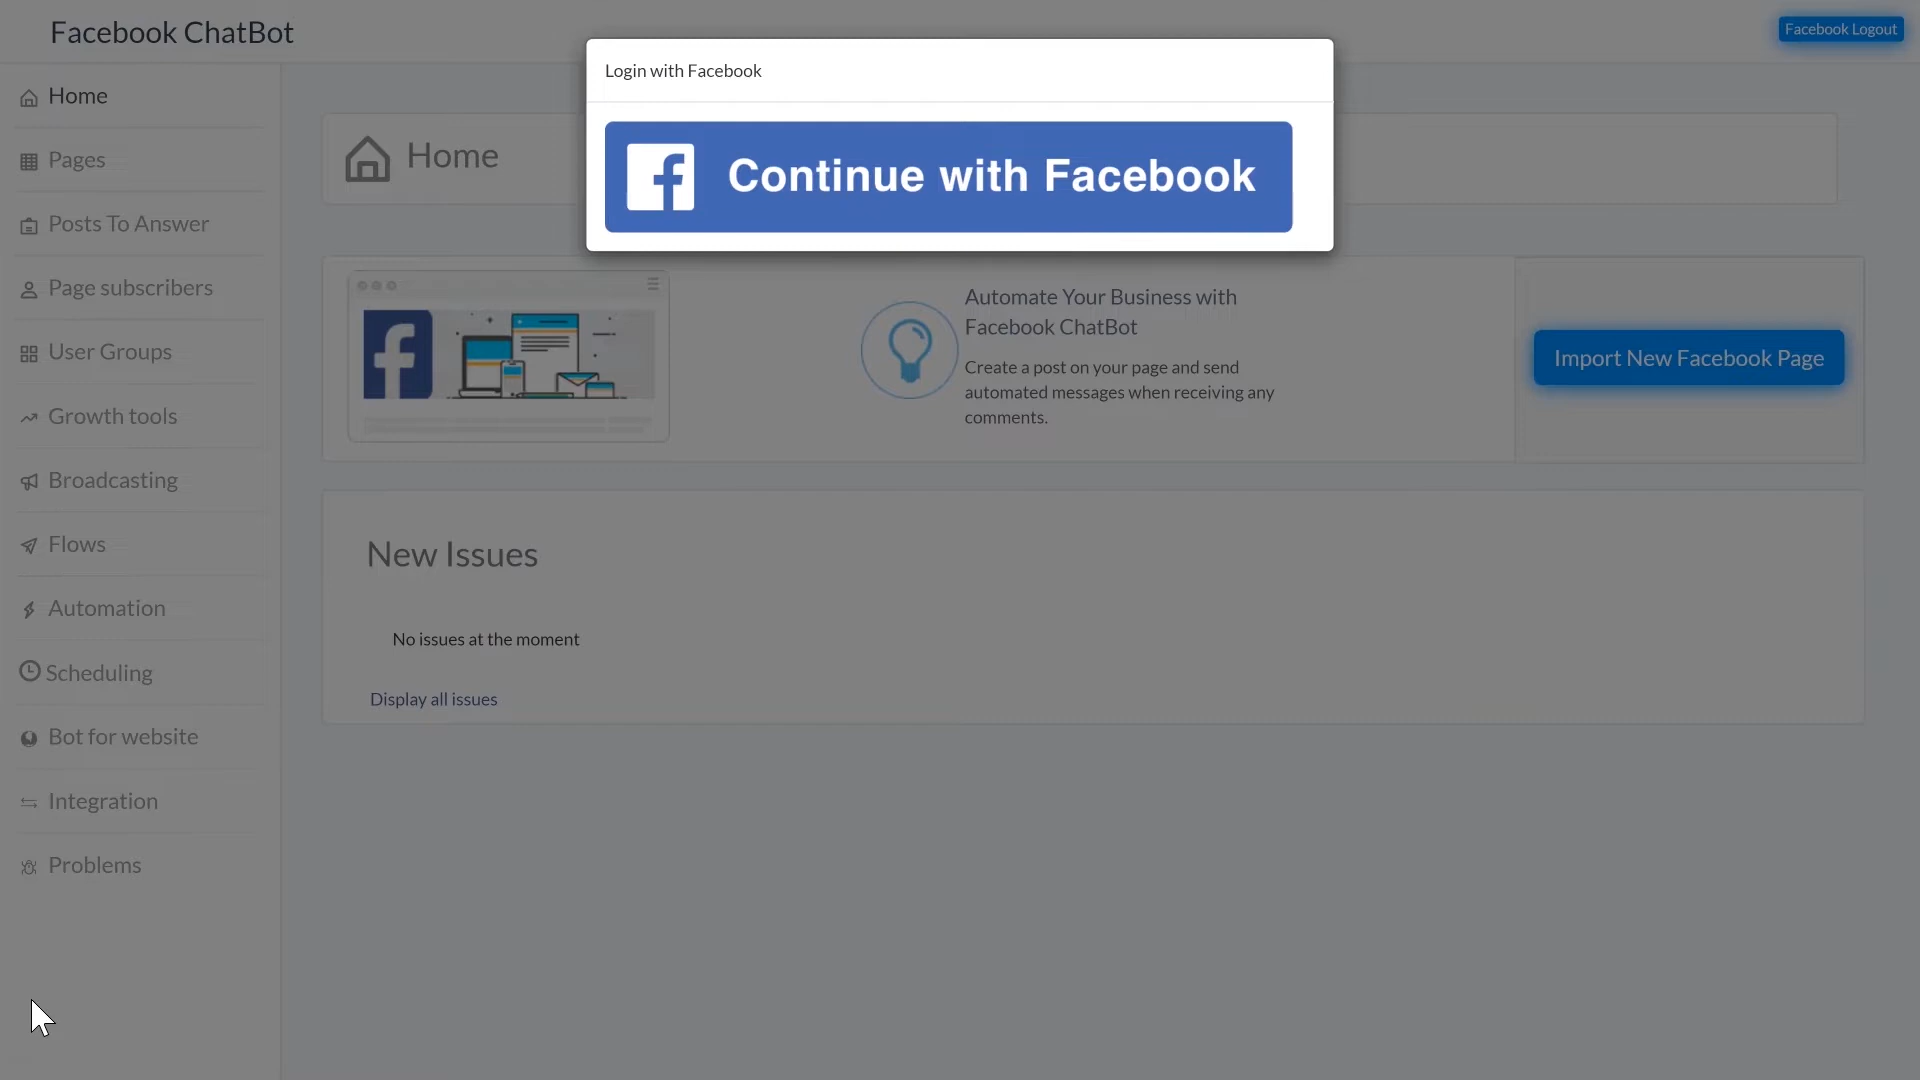 Facebook ChatBot
Facebook Logout
Login with Facebook
Continue with Facebook
Home
Pages
Posts To Answer
Page subscribers
User Groups
Growth tools
Broadcasting
Flows
Automation
Scheduling
Bot for website
Integration
Problems
Home
Automate Your Business with
Facebook ChatBot
Create a post on your page and send
automated messages when receiving any
comments.
Import New Facebook Page
New Issues
No issues at the moment
Display all issues